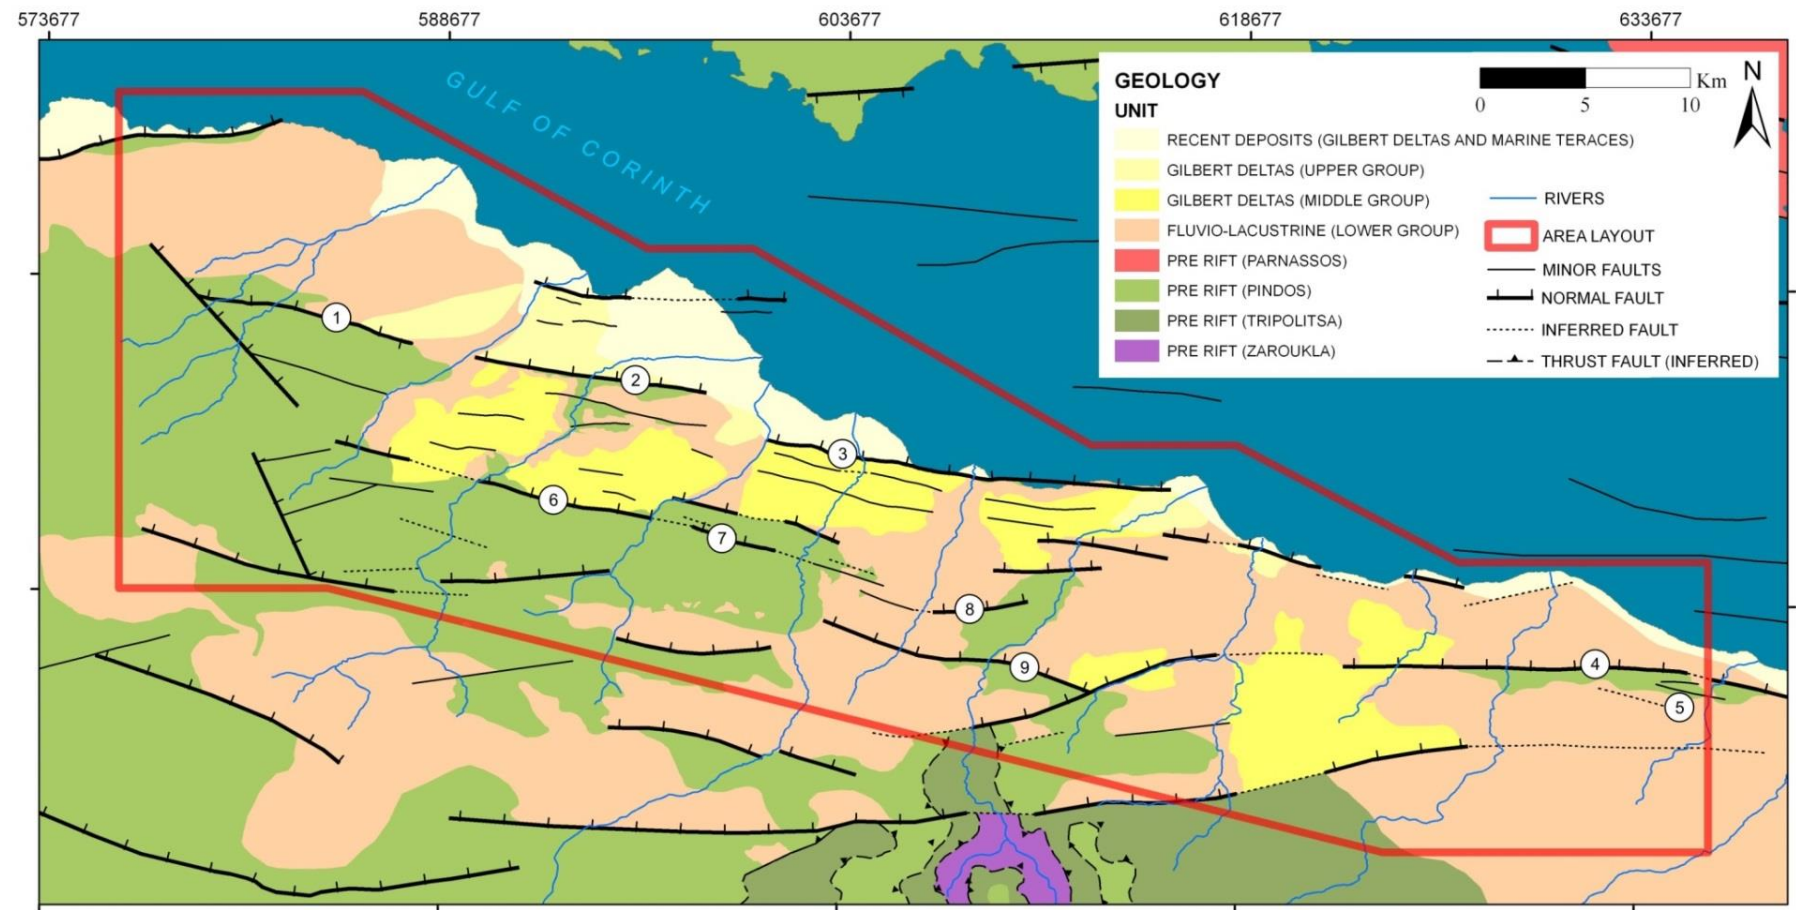 573677 588677 603677 618677 633677
GULF OF CORINTH
GEOLOGY
UNIT
RECENT DEPOSITS (GILBERT DELTAS AND MARINE TERACES)
GILBERT DELTAS (UPPER GROUP)
GILBERT DELTAS (MIDDLE GROUP)
FLUVIO-LACUSTRINE (LOWER GROUP)
PRE RIFT (PARNASSOS)
PRE RIFT (PINDOS)
PRE RIFT (TRIPOLITSA)
PRE RIFT (ZAROUKLA)
Km
0 5 10
N
RIVERS
AREA LAYOUT
MINOR FAULTS
NORMAL FAULT
INFERRED FAULT
THRUST FAULT (INFERRED)
1
2
3
6
7
8
9
4
5